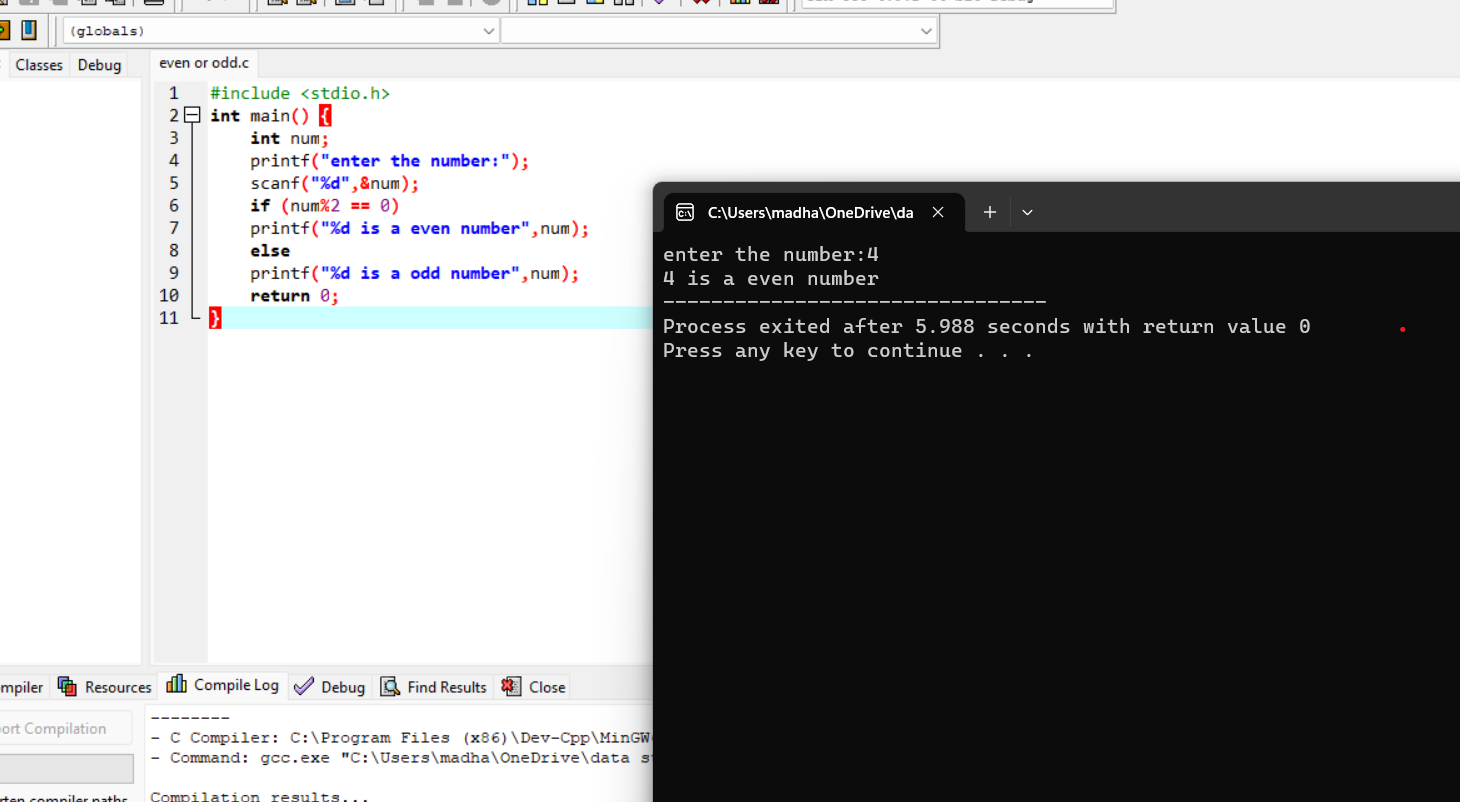 (globals)
Classes Debug
even or odd.c
1 #include <stdio.h>
2 int main() {
3 int num;
4 printf("enter the number:");
5 scanf("%d",&num);
6 if (num%2 == 0)
7 printf("%d is a even number",num);
8 else
9 printf("%d is a odd number",num);
10 return 0;
11 }
C:\Users\madha\OneDrive\da
enter the number:4
4 is a even number
--------------------------------
Process exited after 5.988 seconds with return value 0
Press any key to continue . . .
mpiler Resources Compile Log Debug Find Results Close
ort Compilation
--------
- C Compiler: C:\Program Files (x86)\Dev-Cpp\MinGW
- Command: gcc.exe "C:\Users\madha\OneDrive\data s
rten compiler paths
Compilation results...